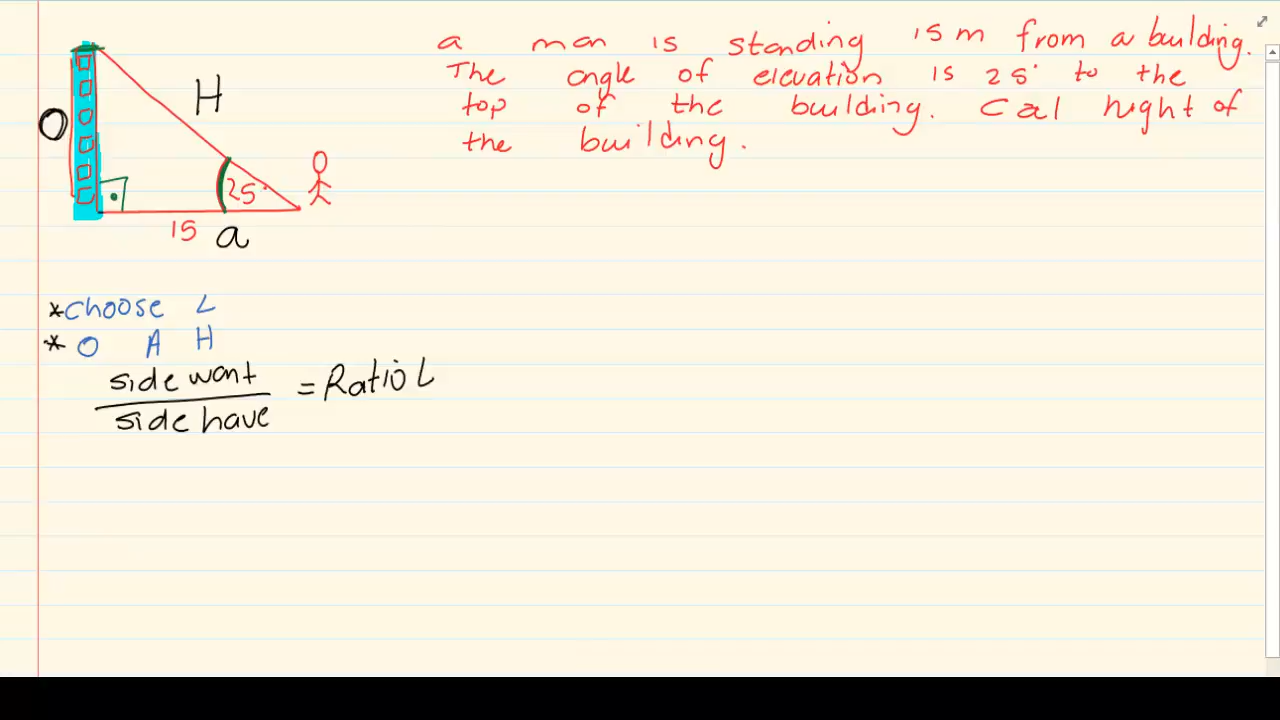 a man is standing 15m from a building.
The angle of elevation is 25° to the
top of the building. Cal hight of
the building.
H
O
25°
15
a
*choose L
* O A H
side want
side have
= Ratio L